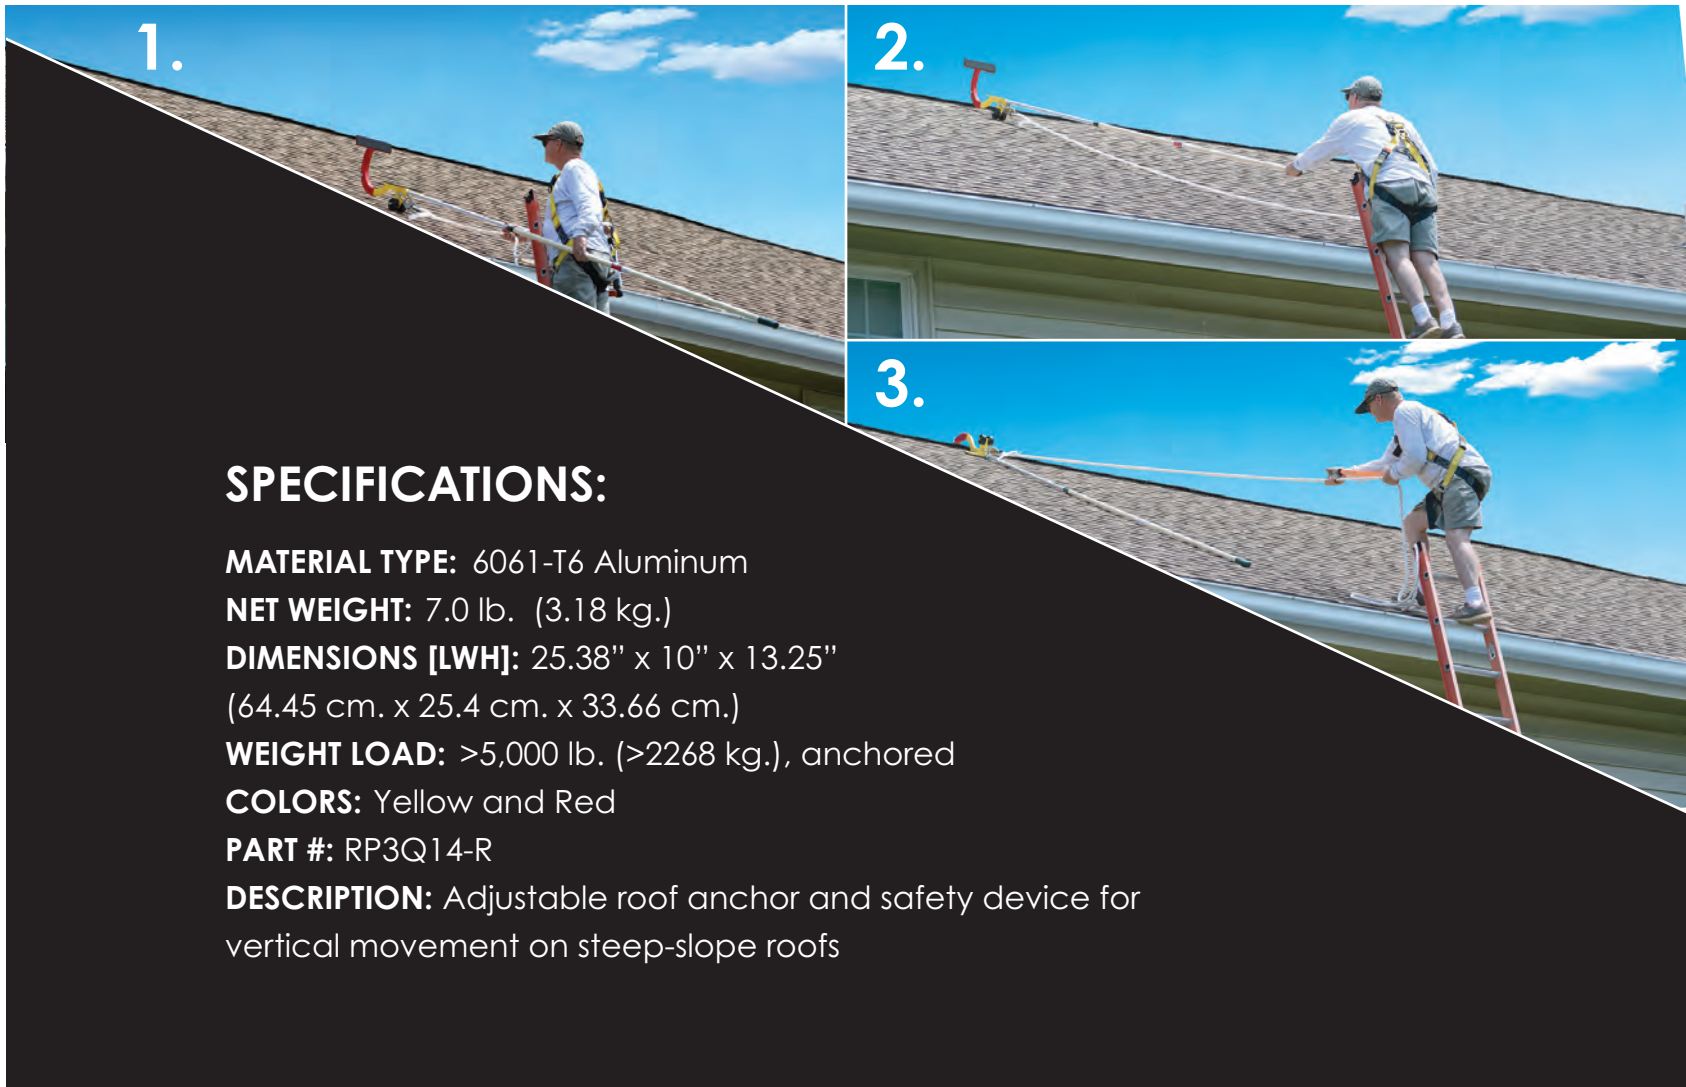 1.
2.
3.
SPECIFICATIONS:
MATERIAL TYPE: 6061-T6 Aluminum
NET WEIGHT: 7.0 lb. (3.18 kg.)
DIMENSIONS [LWH]: 25.38” x 10” x 13.25”
(64.45 cm. x 25.4 cm. x 33.66 cm.)
WEIGHT LOAD: >5,000 lb. (>2268 kg.), anchored
COLORS: Yellow and Red
PART #: RP3Q14-R
DESCRIPTION: Adjustable roof anchor and safety device for
vertical movement on steep-slope roofs